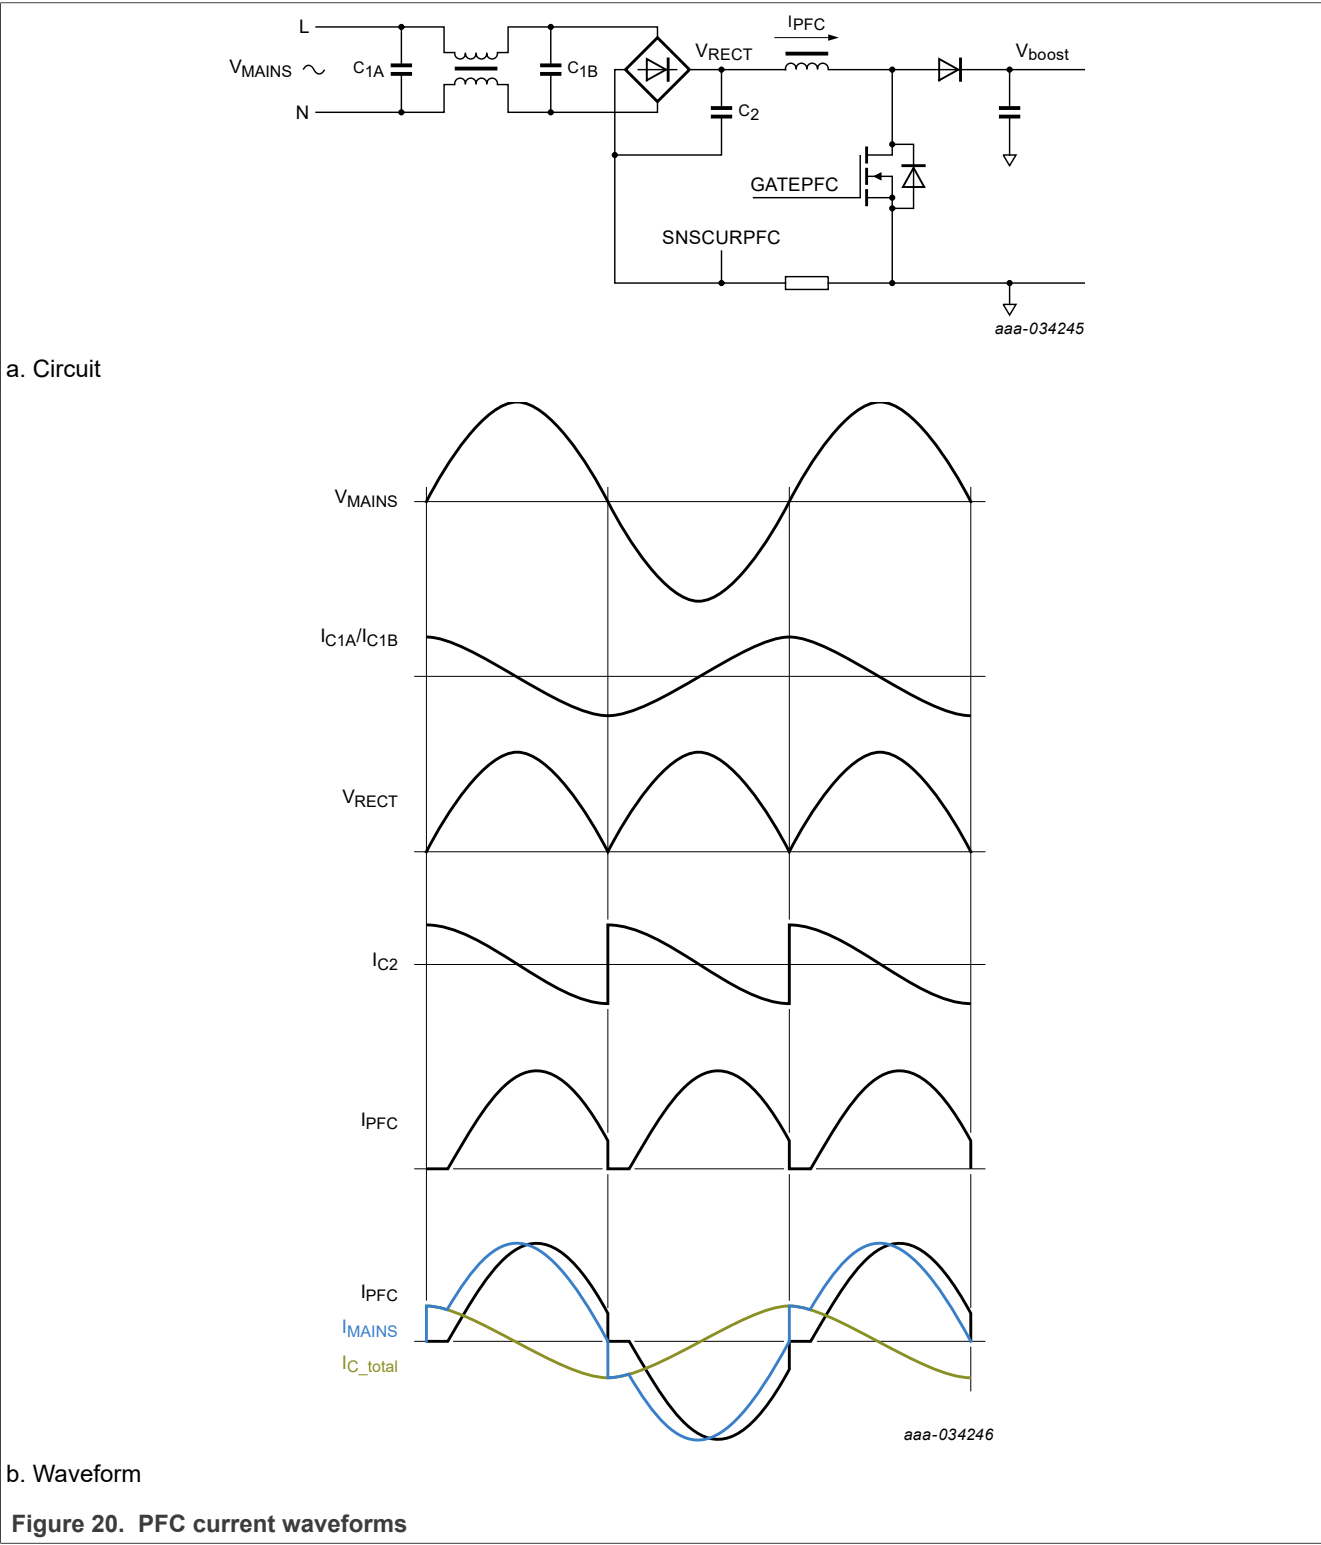 L
IPFC
VMAINS
C1A
C1B
VRECT
Vboost
N
C2
GATEPFC
SNSCURPFC
aaa-034245
a. Circuit
VMAINS
IC1A/IC1B
VRECT
IC2
IPFC
IPFC
IMAINS
IC_total
aaa-034246
b. Waveform
Figure 20. PFC current waveforms